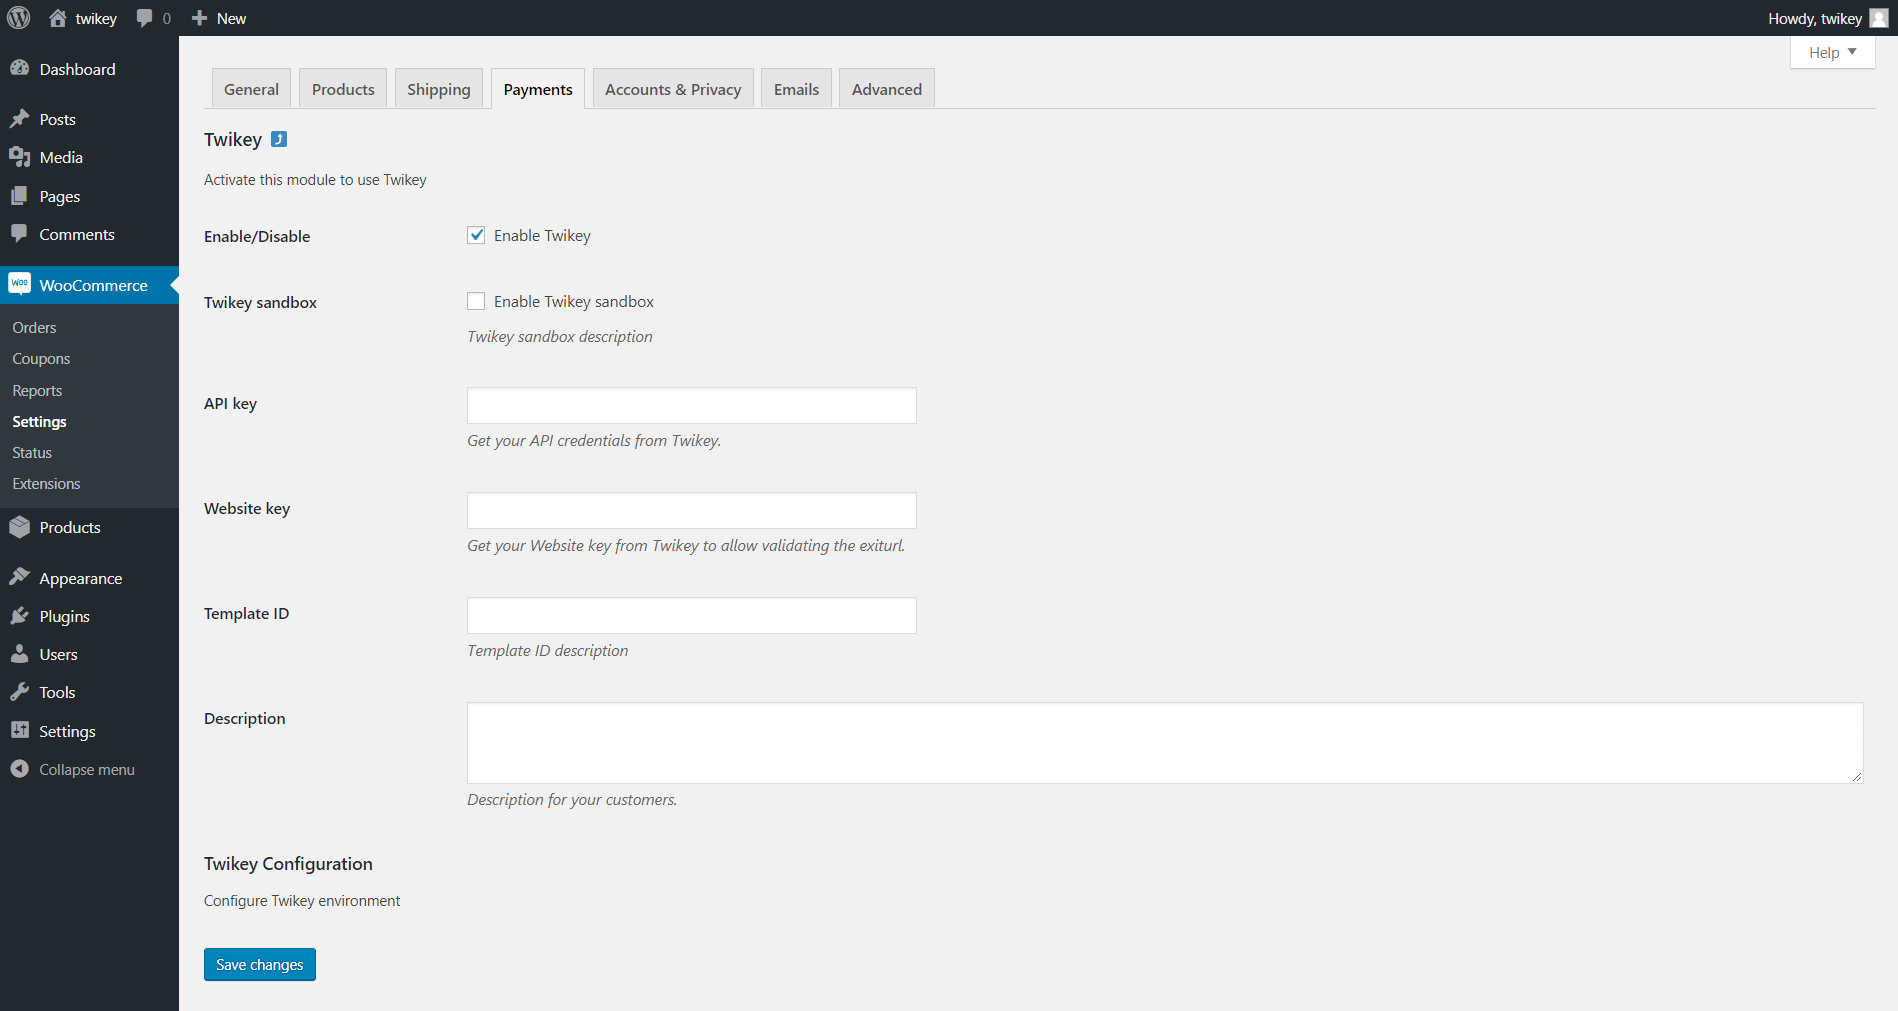 twikey 0 New Howdy, twikey
Help
Dashboard
Posts
Media
Pages
Comments
Woo WooCommerce
Orders
Coupons
Reports
Settings
Status
Extensions
Products
Appearance
Plugins
Users
Tools
Settings
Collapse menu
General Products Shipping Payments Accounts & Privacy Emails Advanced
Twikey
Activate this module to use Twikey
Enable/Disable Enable Twikey
Twikey sandbox Enable Twikey sandbox
Twikey sandbox description
API key
Get your API credentials from Twikey.
Website key
Get your Website key from Twikey to allow validating the exiturl.
Template ID
Template ID description
Description
Description for your customers.
Twikey Configuration
Configure Twikey environment
Save changes